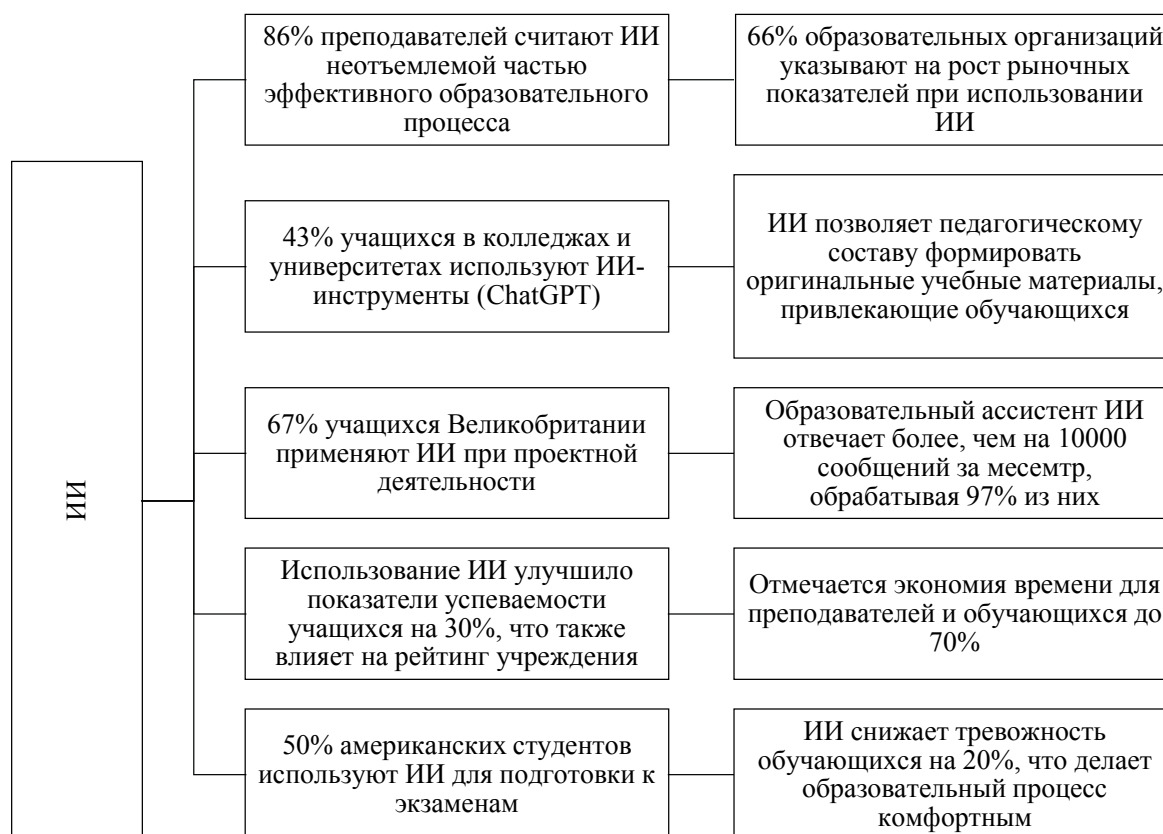 ИИ
86% преподавателей считают ИИ
неотъемлемой частью
эффективного образовательного
процесса
66% образовательных организаций
указывают на рост рыночных
показателей при использовании
ИИ
43% учащихся в колледжах и
университетах используют ИИ-
инструменты (ChatGPT)
ИИ позволяет педагогическому
составу формировать
оригинальные учебные материалы,
привлекающие обучающихся
67% учащихся Великобритании
применяют ИИ при проектной
деятельности
Образовательный ассистент ИИ
отвечает более, чем на 10000
сообщений за месемтр,
обрабатывая 97% из них
Использование ИИ улучшило
показатели успеваемости
учащихся на 30%, что также
влияет на рейтинг учреждения
Отмечается экономия времени для
преподавателей и обучающихся до
70%
50% американских студентов
используют ИИ для подготовки к
экзаменам
ИИ снижает тревожность
обучающихся на 20%, что делает
образовательный процесс
комфортным